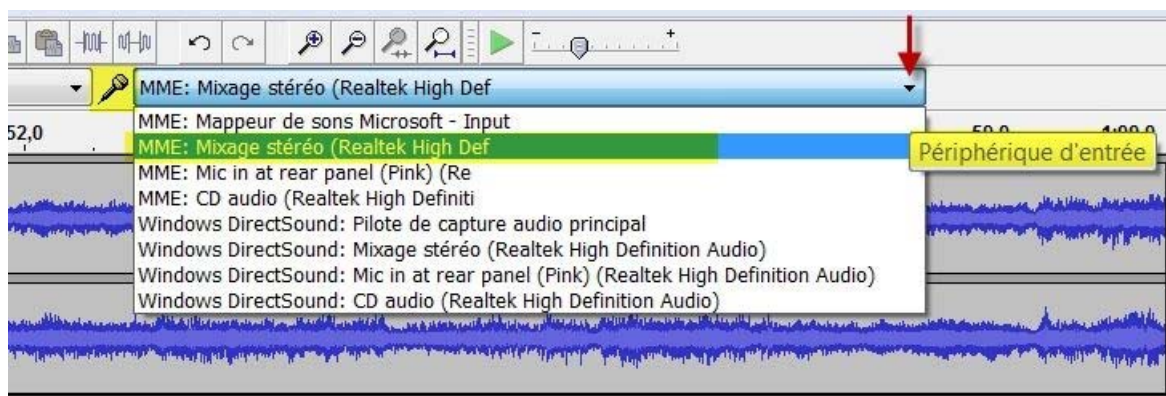 - +
MME: Mixage stéréo (Realtek High Def
52,0
MME: Mappeur de sons Microsoft - Input
MME: Mixage stéréo (Realtek High Def
MME: Mic in at rear panel (Pink) (Re
MME: CD audio (Realtek High Definiti
Windows DirectSound: Pilote de capture audio principal
Windows DirectSound: Mixage stéréo (Realtek High Definition Audio)
Windows DirectSound: Mic in at rear panel (Pink) (Realtek High Definition Audio)
Windows DirectSound: CD audio (Realtek High Definition Audio)
Périphérique d'entrée